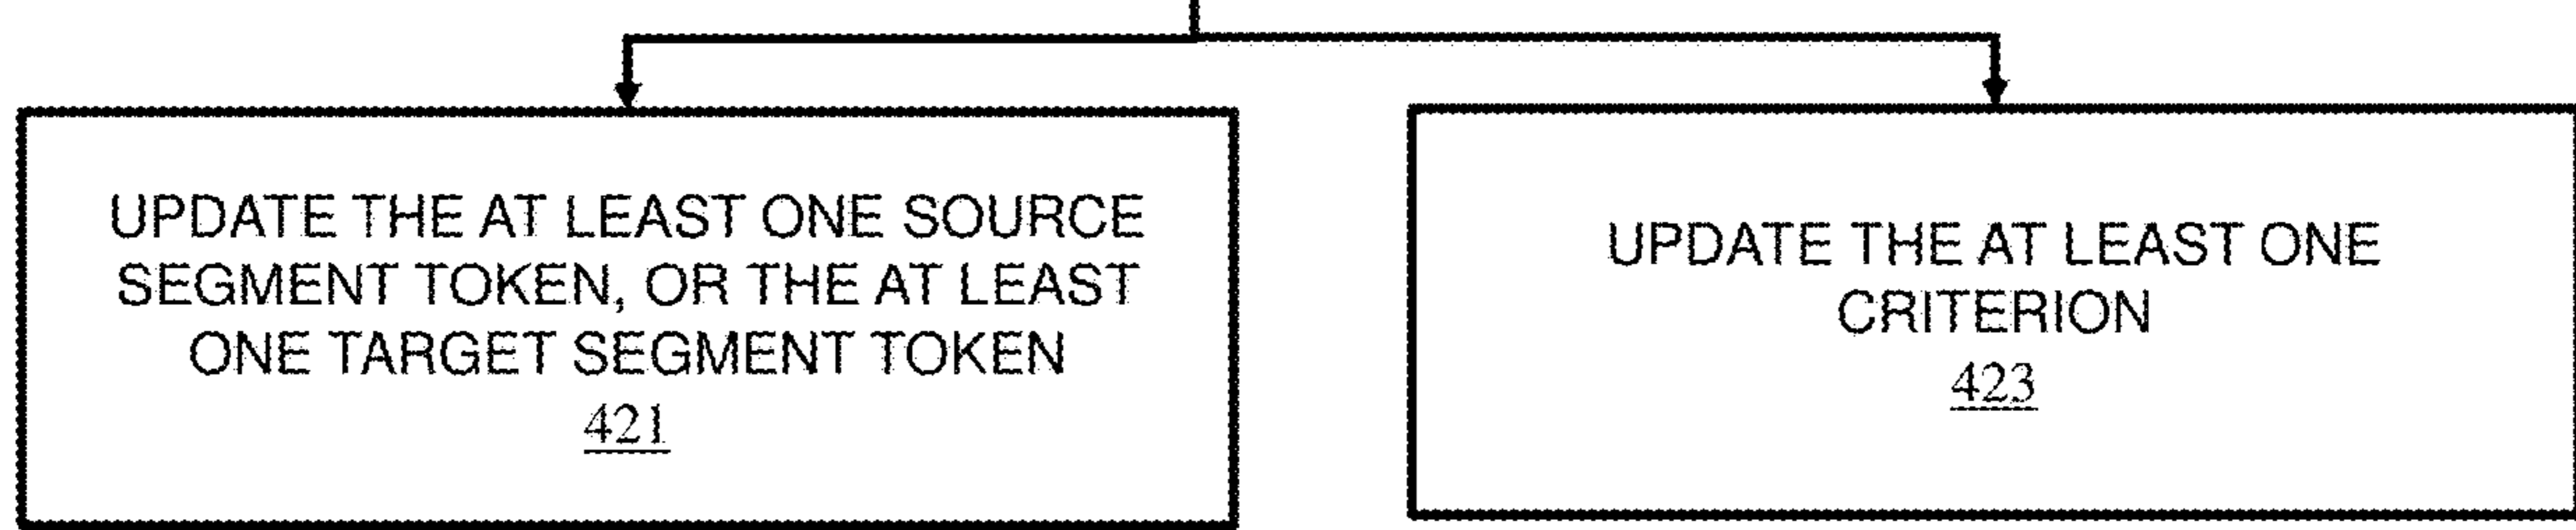 UPDATE THE AT LEAST ONE SOURCE
SEGMENT TOKEN, OR THE AT LEAST
ONE TARGET SEGMENT TOKEN
421
UPDATE THE AT LEAST ONE
CRITERION
423